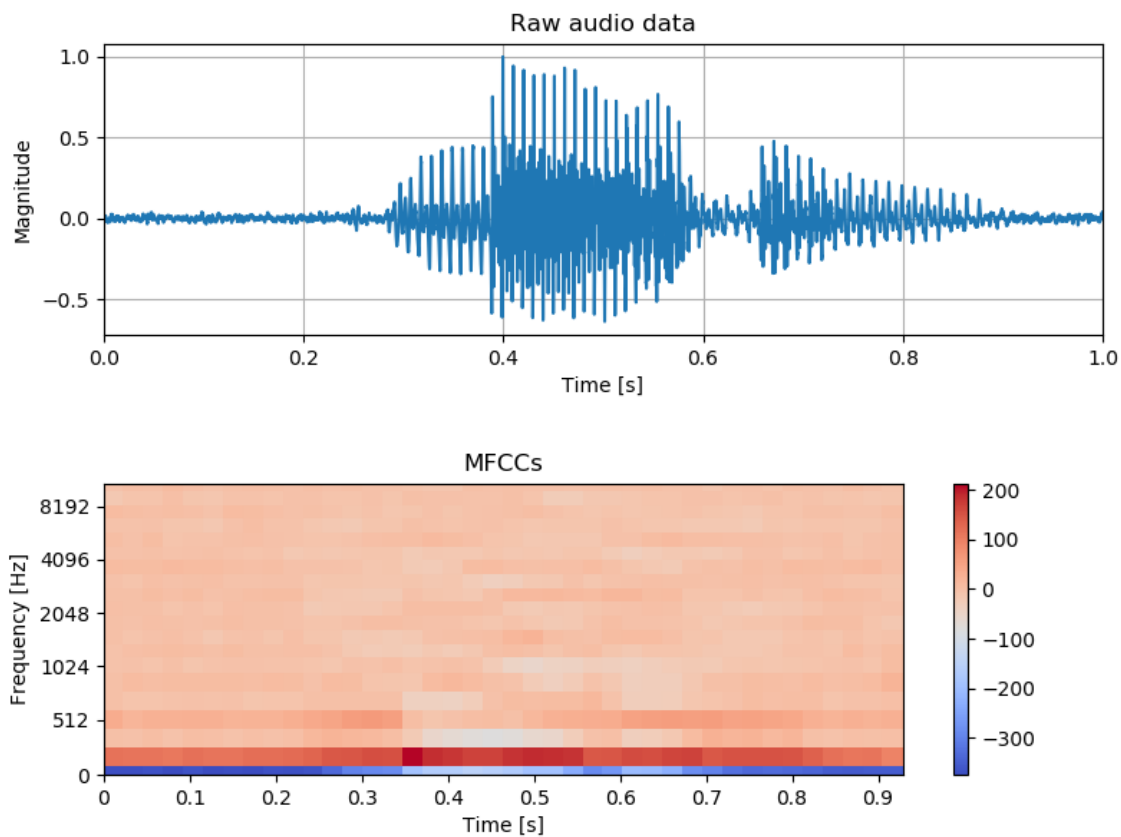 Raw audio data
1.0
0.5
0.0
−0.5
Magnitude
0.0 0.2 0.4 0.6 0.8 1.0
Time [s]
MFCCs
8192
4096
2048
1024
512
0
Frequency [Hz]
200
100
0
−100
−200
−300
0 0.1 0.2 0.3 0.4 0.5 0.6 0.7 0.8 0.9
Time [s]